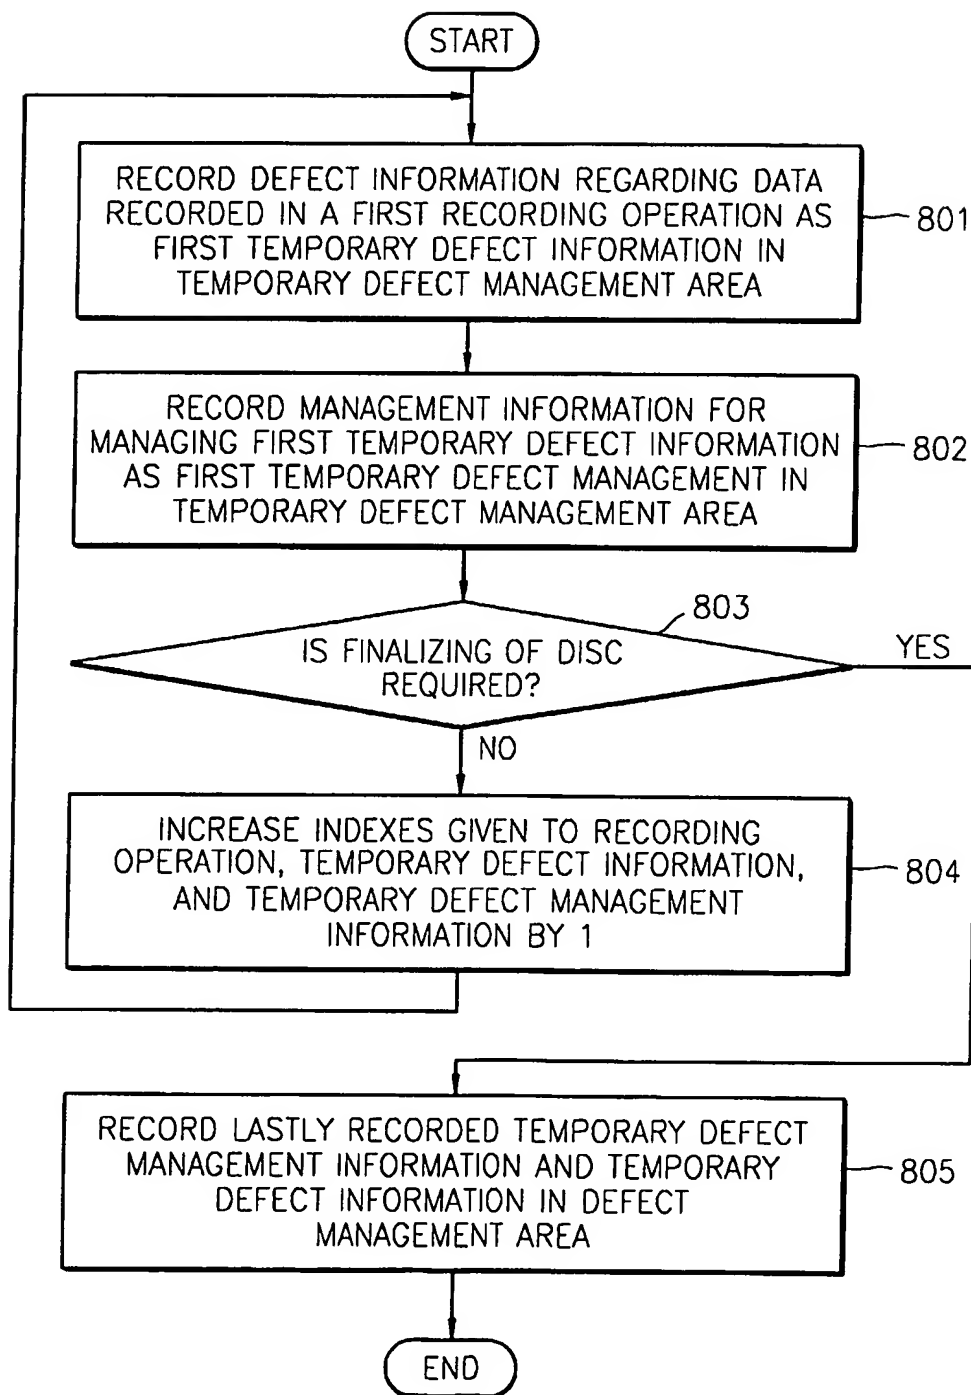 START
RECORD DEFECT INFORMATION REGARDING DATA
RECORDED IN A FIRST RECORDING OPERATION AS
FIRST TEMPORARY DEFECT INFORMATION IN
TEMPORARY DEFECT MANAGEMENT AREA
801
RECORD MANAGEMENT INFORMATION FOR
MANAGING FIRST TEMPORARY DEFECT INFORMATION
AS FIRST TEMPORARY DEFECT MANAGEMENT IN
TEMPORARY DEFECT MANAGEMENT AREA
802
803
IS FINALIZING OF DISC
REQUIRED?
YES
NO
INCREASE INDEXES GIVEN TO RECORDING
OPERATION, TEMPORARY DEFECT INFORMATION,
AND TEMPORARY DEFECT MANAGEMENT
INFORMATION BY 1
804
RECORD LASTLY RECORDED TEMPORARY DEFECT
MANAGEMENT INFORMATION AND TEMPORARY
DEFECT INFORMATION IN DEFECT
MANAGEMENT AREA
805
END